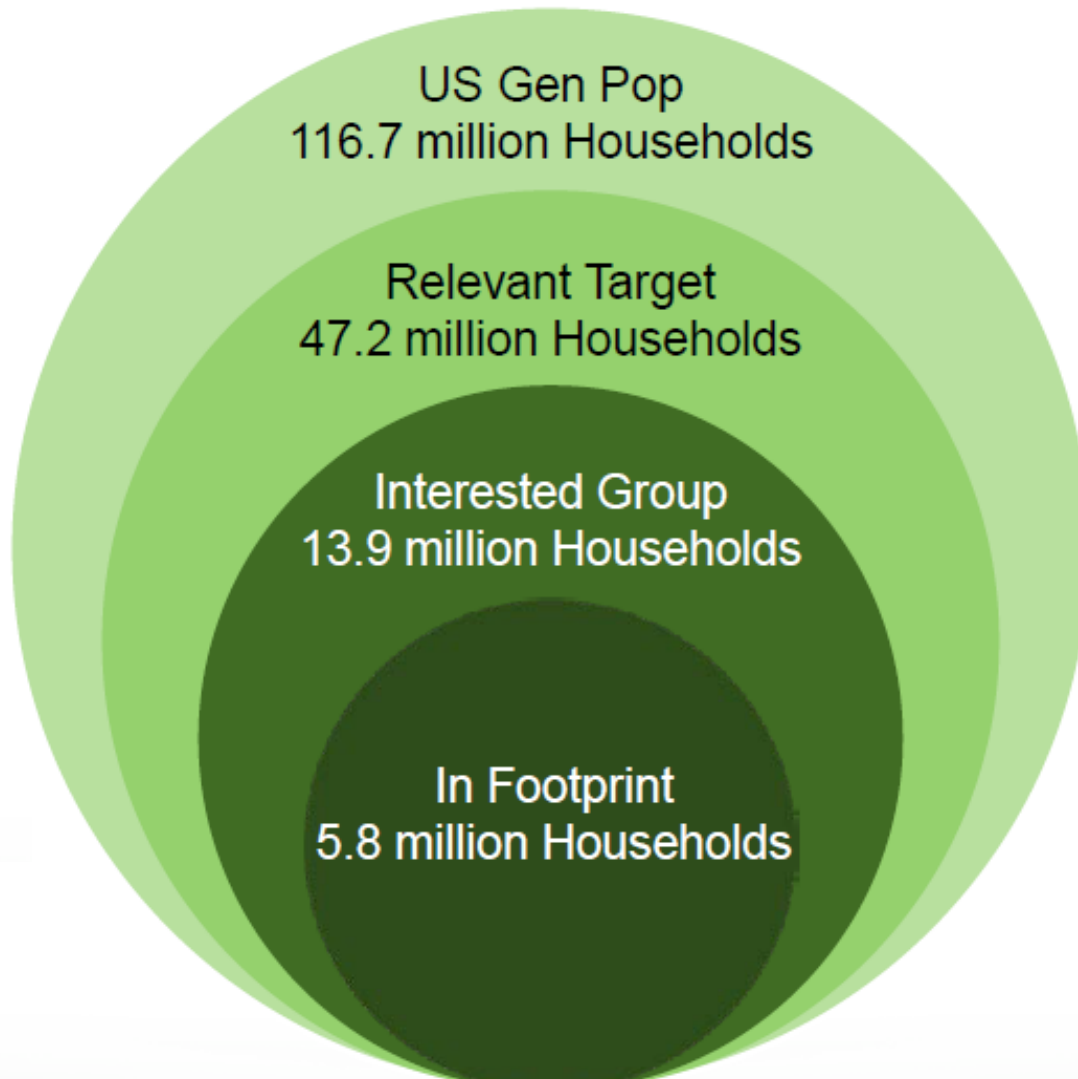 US Gen Pop
116.7 million Households
Relevant Target
47.2 million Households
Interested Group
13.9 million Households
In Footprint
5.8 million Households